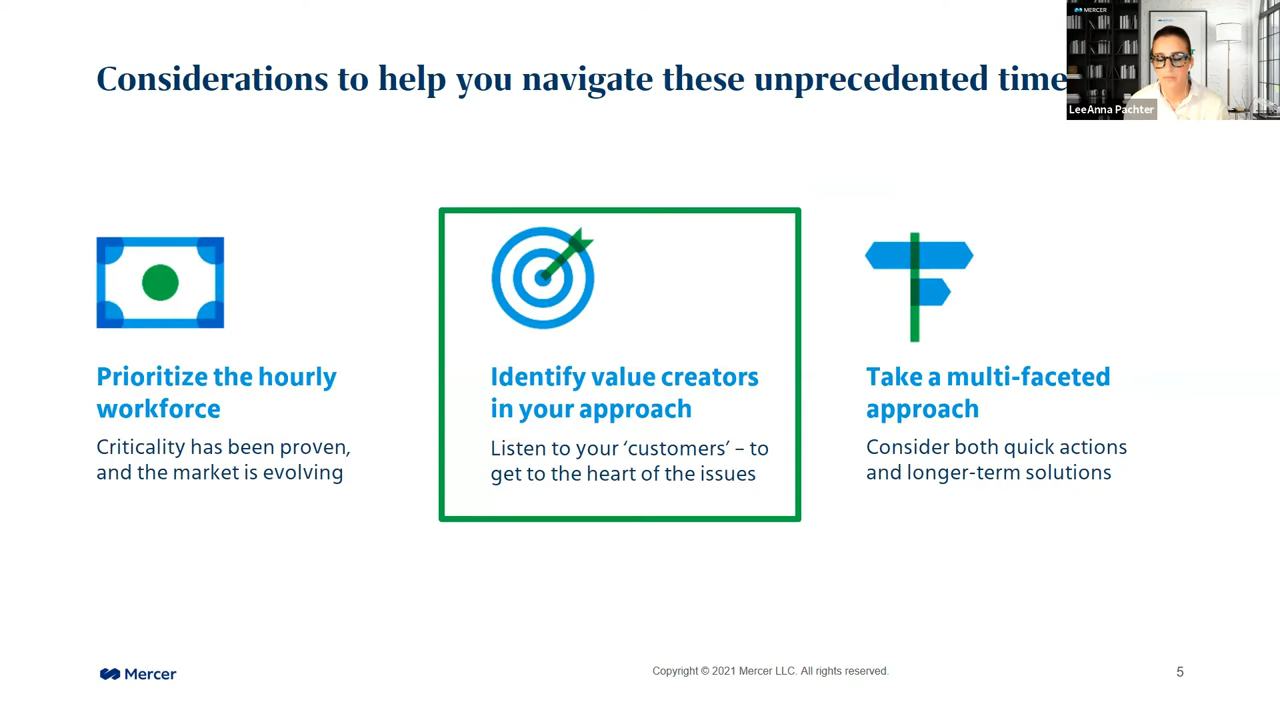 MERCER
LeeAnna Pachter
Considerations to help you navigate these unprecedented time
Prioritize the hourly
workforce
Criticality has been proven,
and the market is evolving
Identify value creators
in your approach
Listen to your ‘customers’ – to
get to the heart of the issues
Take a multi-faceted
approach
Consider both quick actions
and longer-term solutions
Mercer
Copyright © 2021 Mercer LLC. All rights reserved.
5